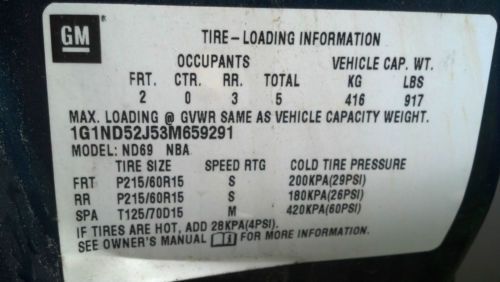 GM
TIRE-LOADING INFORMATION
OCCUPANTS VEHICLE CAP. WT.
FRT. CTR. RR. TOTAL KG LBS
2 0 3 5 416 917
MAX. LOADING @ GVWR SAME AS VEHICLE CAPACITY WEIGHT.
1G1ND52J53M659291
MODEL: ND69 NBA
TIRE SIZE SPEED RTG COLD TIRE PRESSURE
FRT P215/60R15 S 200KPA(29PSI)
RR P215/60R15 S 180KPA(26PSI)
SPA T125/70D15 M 420KPA(60PSI)
IF TIRES ARE HOT, ADD 28KPA(4PSI).
SEE OWNER'S MANUAL FOR MORE INFORMATION.